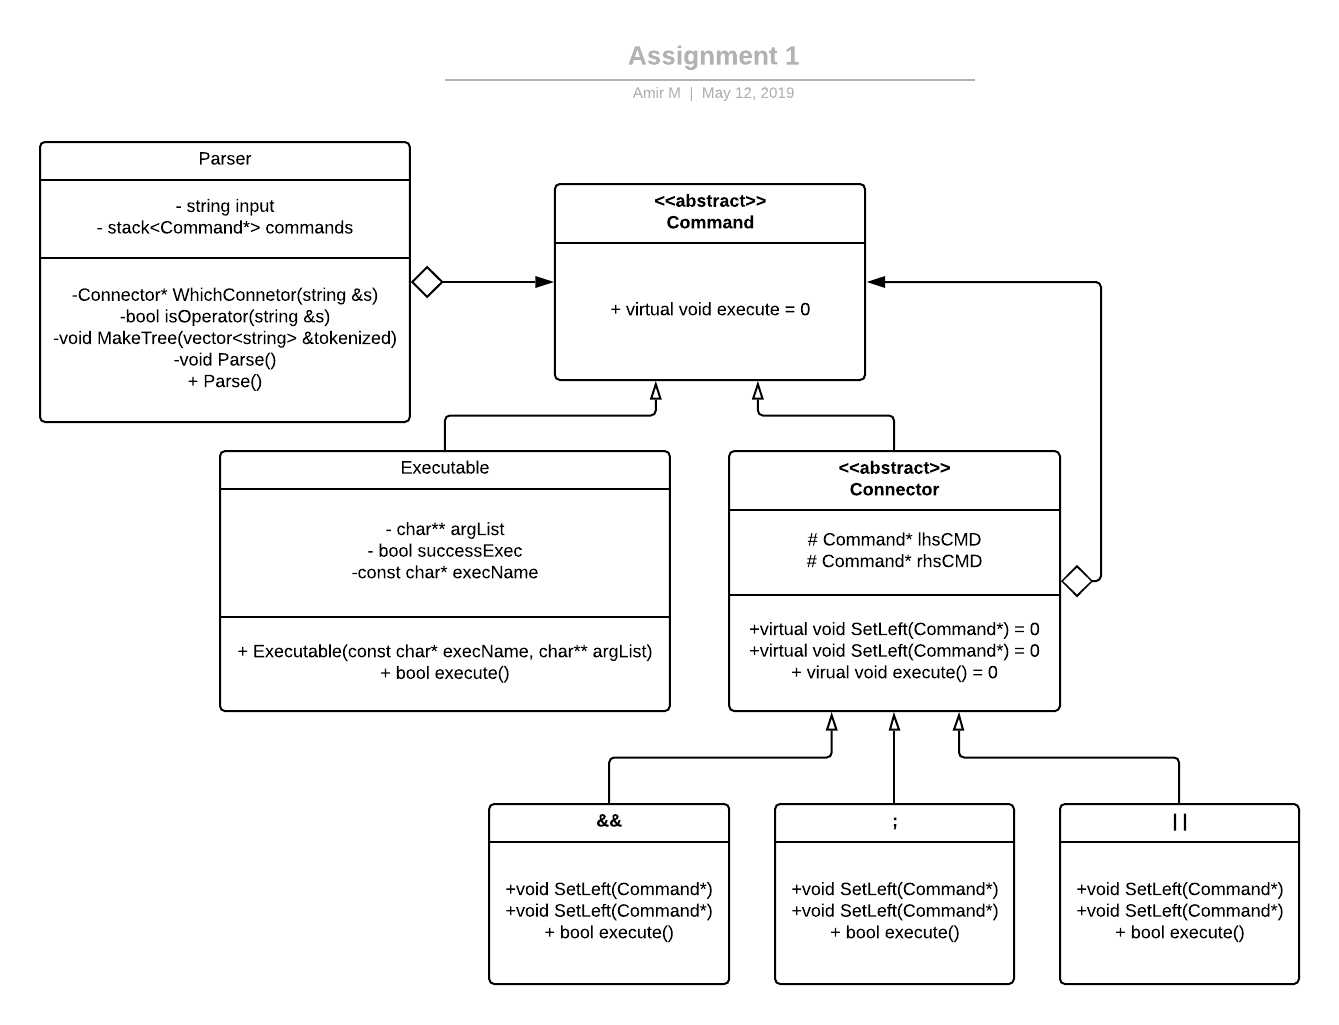 Assignment 1
Amir M | May 12, 2019
Parser
- string input
- stack<Command*> commands
-Connector* WhichConnetor(string &s)
-bool isOperator(string &s)
-void MakeTree(vector<string> &tokenized)
-void Parse()
+ Parse()
<<abstract>>
Command
+ virtual void execute = 0
Executable
- char** argList
- bool successExec
-const char* execName
+ Executable(const char* execName, char** argList)
+ bool execute()
<<abstract>>
Connector
# Command* lhsCMD
# Command* rhsCMD
+virtual void SetLeft(Command*) = 0
+virtual void SetLeft(Command*) = 0
+ virual void execute() = 0
&&
+void SetLeft(Command*)
+void SetLeft(Command*)
+ bool execute()
;
+void SetLeft(Command*)
+void SetLeft(Command*)
+ bool execute()
||
+void SetLeft(Command*)
+void SetLeft(Command*)
+ bool execute()